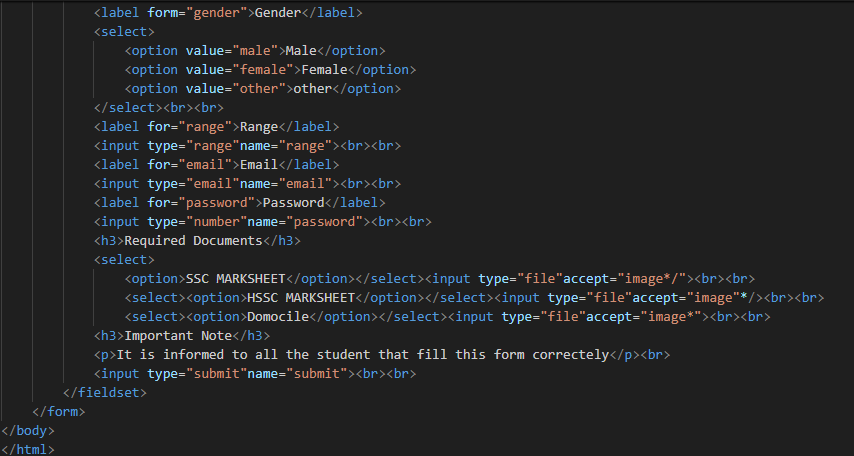 <label form="gender">Gender</label>
<select>
<option value="male">Male</option>
<option value="female">Female</option>
<option value="other">other</option>
</select><br><br>
<label for="range">Range</label>
<input type="range"name="range"><br><br>
<label for="email">Email</label>
<input type="email"name="email"><br><br>
<label for="password">Password</label>
<input type="number"name="password"><br><br>
<h3>Required Documents</h3>
<select>
<option>SSC MARKSHEET</option></select><input type="file"accept="image*/"><br><br>
<select><option>HSSC MARKSHEET</option></select><input type="file"accept="image"*/><br><br>
<select><option>Domocile</option></select><input type="file"accept="image*"><br><br>
<h3>Important Note</h3>
<p>It is informed to all the student that fill this form correctely</p><br>
<input type="submit"name="submit"><br><br>
</fieldset>
</form>
</body>
</html>